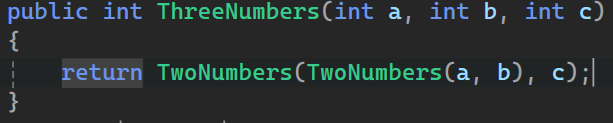 public int ThreeNumbers(int a, int b, int c)
{
return TwoNumbers(TwoNumbers(a, b), c);
}